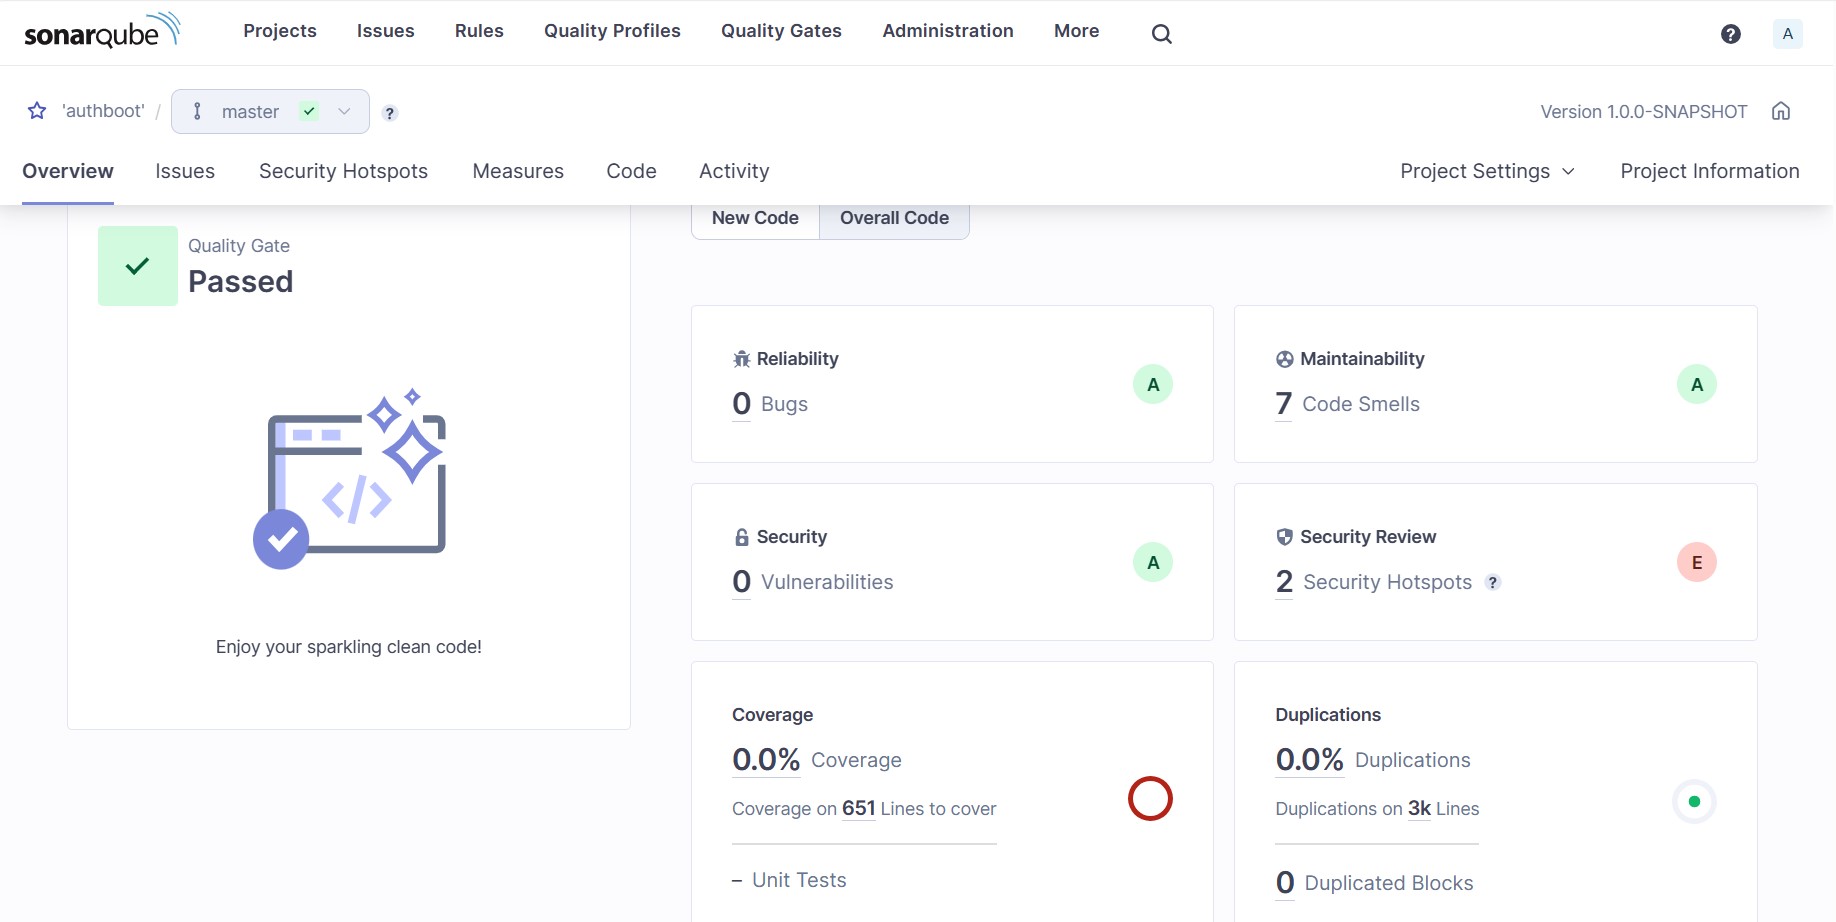 sonarqube Projects Issues Rules Quality Profiles Quality Gates Administration More ? A
'authboot' / master ? Version 1.0.0-SNAPSHOT
Overview Issues Security Hotspots Measures Code Activity Project Settings Project Information
New Code Overall Code
Quality Gate
Passed
</>
Enjoy your sparkling clean code!
Reliability
0 Bugs A
Maintainability
7 Code Smells A
Security
0 Vulnerabilities A
Security Review
2 Security Hotspots ? E
Coverage
0.0% Coverage
Coverage on 651 Lines to cover
– Unit Tests
Duplications
0.0% Duplications
Duplications on 3k Lines
0 Duplicated Blocks